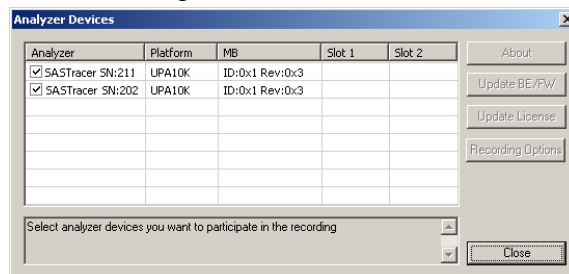 Analyzer Devices
Analyzer Platform MB Slot 1 Slot 2
SASTracer SN:211 UPA10K ID:0x1 Rev:0x3
SASTracer SN:202 UPA10K ID:0x1 Rev:0x3
About
Update BE/FW
Update License
Recording Options
Select analyzer devices you want to participate in the recording
Close